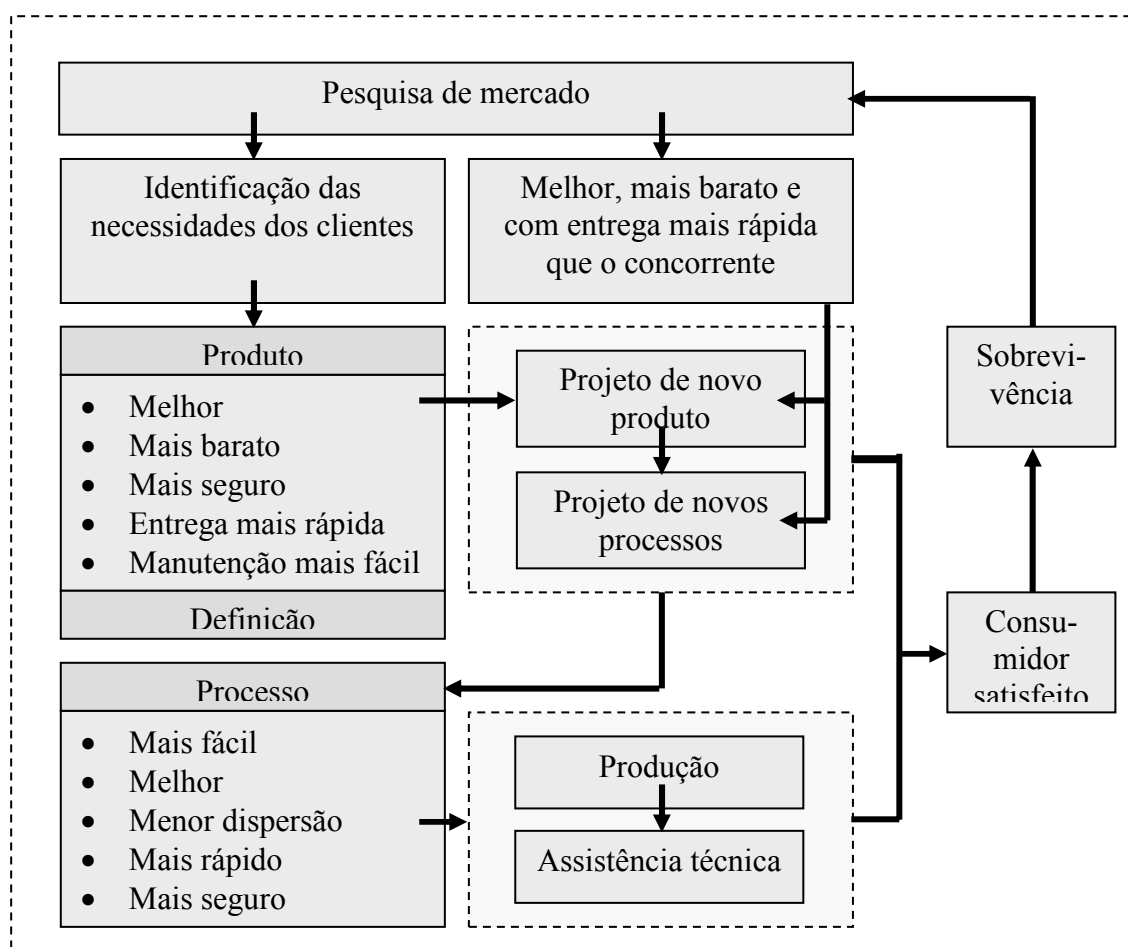 Pesquisa de mercado
Identificação das
necessidades dos clientes
Melhor, mais barato e
com entrega mais rápida
que o concorrente
Produto
• Melhor
• Mais barato
• Mais seguro
• Entrega mais rápida
• Manutenção mais fácil
Definição
Projeto de novo
produto
Projeto de novos
processos
Sobrevi-
vência
Consu-
midor
satisfeito
Processo
• Mais fácil
• Melhor
• Menor dispersão
• Mais rápido
• Mais seguro
Produção
Assistência técnica